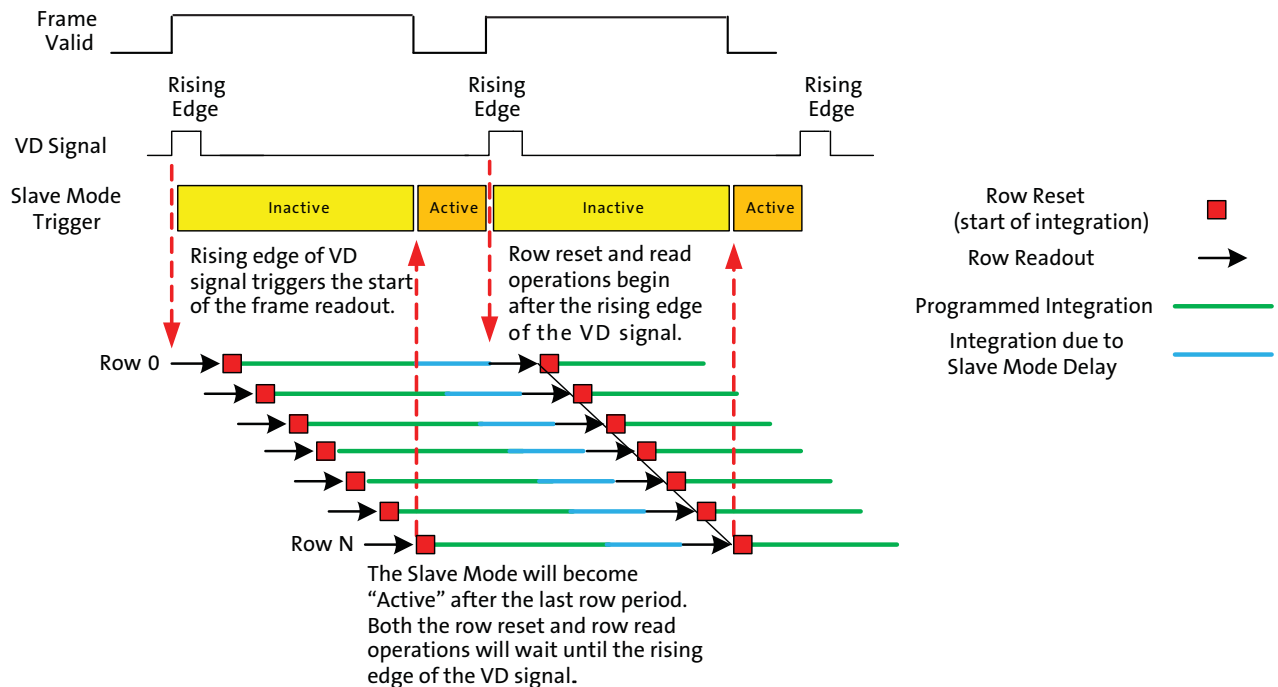 Frame
Valid
Rising
Edge
Rising
Edge
Rising
Edge
VD Signal
Slave Mode
Trigger
Inactive
Active
Inactive
Active
Rising edge of VD
signal triggers the start
of the frame readout.
Row reset and read
operations begin
after the rising edge
of the VD signal.
Row Reset
(start of integration)
Row Readout
Programmed Integration
Integration due to
Slave Mode Delay
Row 0
Row N
The Slave Mode will become
“Active” after the last row period.
Both the row reset and row read
operations will wait until the rising
edge of the VD signal.